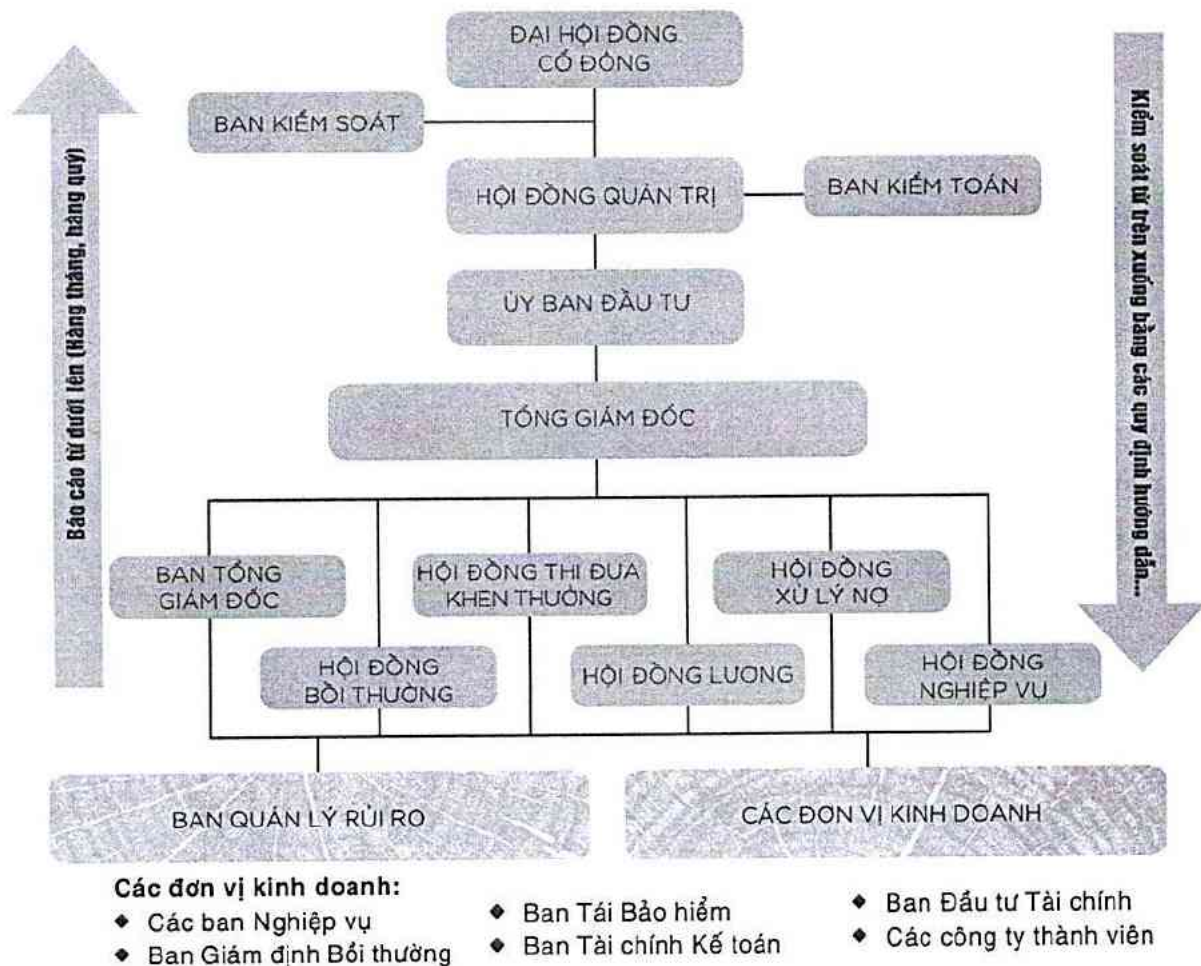 ĐẠI HỘI ĐỒNG
CỔ ĐÔNG
BAN KIỂM SOÁT
HỘI ĐỒNG QUẢN TRỊ
BAN KIỂM TOÁN
ỦY BAN ĐẦU TƯ
TỔNG GIÁM ĐỐC
Báo cáo từ dưới lên (Hàng tháng, hàng quý)
Kiểm soát từ trên xuống bằng các quy định hướng dẫn...
BAN TỔNG
GIÁM ĐỐC
HỘI ĐỒNG THI ĐUA
KHEN THƯỞNG
HỘI ĐỒNG
XỬ LÝ NỢ
HỘI ĐỒNG
BỒI THƯỜNG
HỘI ĐỒNG LƯƠNG
HỘI ĐỒNG
NGHIỆP VỤ
BAN QUẢN LÝ RỦI RO
CÁC ĐƠN VỊ KINH DOANH
Các đơn vị kinh doanh:
◆ Các ban Nghiệp vụ
◆ Ban Giám định Bồi thường
◆ Ban Tái Bảo hiểm
◆ Ban Tài chính Kế toán
◆ Ban Đầu tư Tài chính
◆ Các công ty thành viên